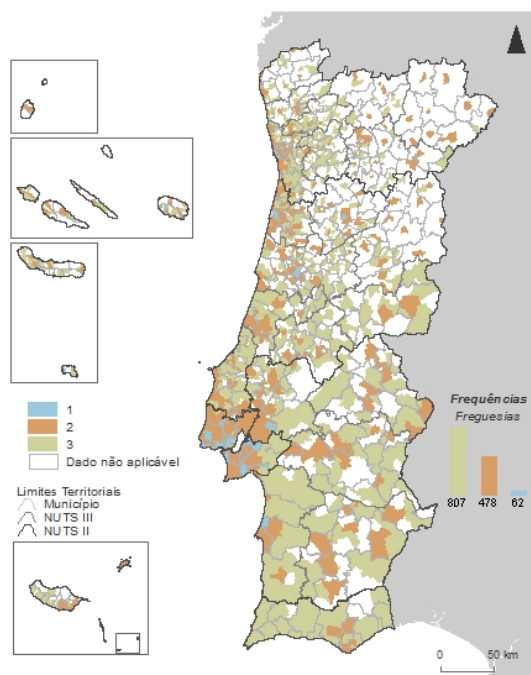 1
2
3
Dado não aplicável
Limites Territoriais
Município
NUTS III
NUTS II
Frequências
Freguesias
807 478 62
0 50 km